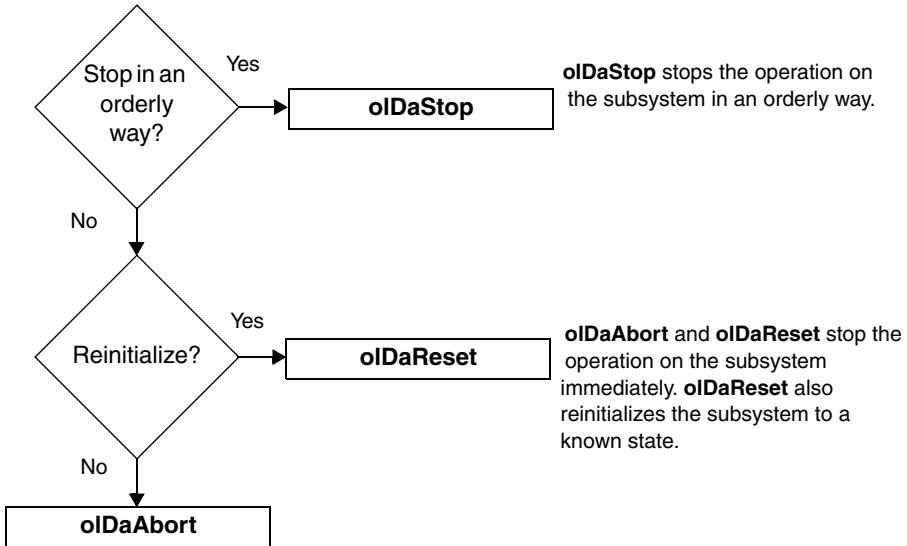 Stop in an
orderly
way?
Yes
olDaStop
olDaStop stops the operation on
the subsystem in an orderly way.
No
Reinitialize?
Yes
olDaReset
olDaAbort and olDaReset stop the
operation on the subsystem
immediately. olDaReset also
reinitializes the subsystem to a
known state.
No
olDaAbort